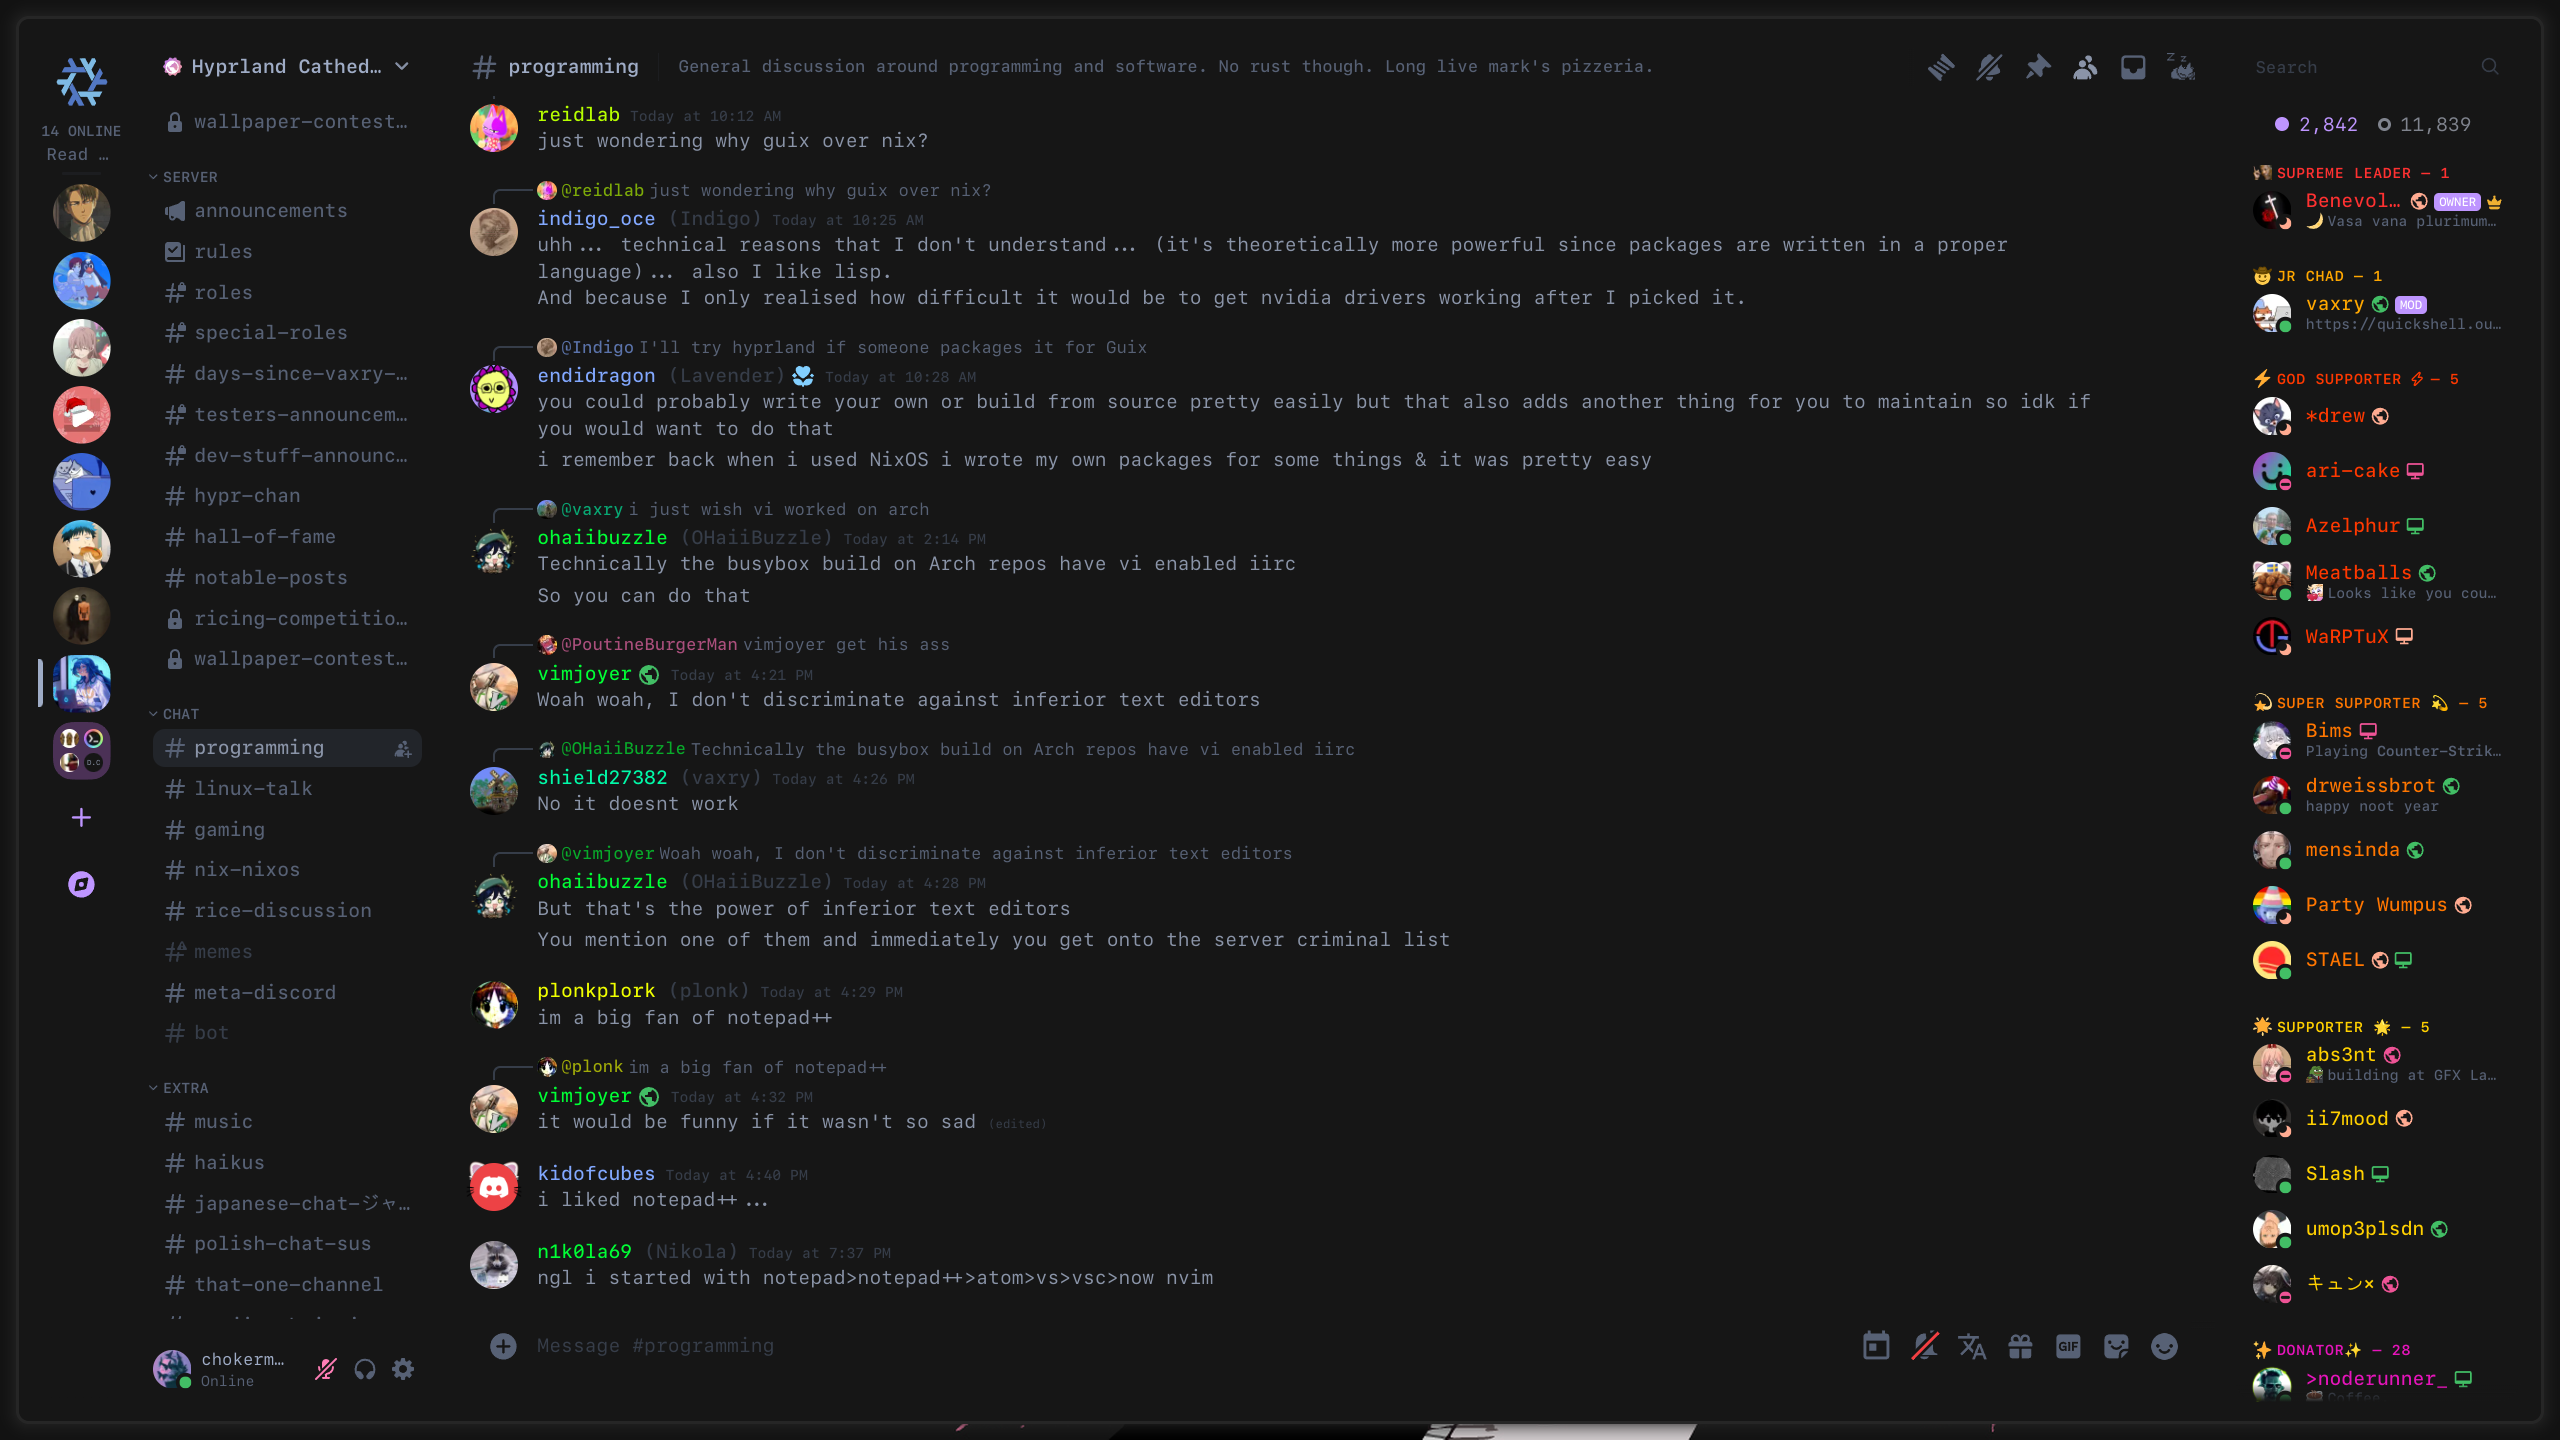 14 ONLINE
Read …
Hyprland Cathed…
wallpaper-contest…
SERVER
announcements
rules
roles
special-roles
days-since-vaxry-…
testers-announcem…
dev-stuff-announc…
hypr-chan
hall-of-fame
notable-posts
ricing-competitio…
wallpaper-contest…
CHAT
programming
linux-talk
gaming
nix-nixos
rice-discussion
memes
meta-discord
bot
EXTRA
music
haikus
japanese-chat-ジャ…
polish-chat-sus
that-one-channel
chokerm…
Online
programming
General discussion around programming and software. No rust though. Long live mark's pizzeria.
reidlab Today at 10:12 AM
just wondering why guix over nix?
@reidlab just wondering why guix over nix?
indigo_oce (Indigo) Today at 10:25 AM
uhh... technical reasons that I don't understand... (it's theoretically more powerful since packages are written in a proper
language)... also I like lisp.
And because I only realised how difficult it would be to get nvidia drivers working after I picked it.
@Indigo I'll try hyprland if someone packages it for Guix
endidragon (Lavender) Today at 10:28 AM
you could probably write your own or build from source pretty easily but that also adds another thing for you to maintain so idk if
you would want to do that
i remember back when i used NixOS i wrote my own packages for some things & it was pretty easy
@vaxry i just wish vi worked on arch
ohaiibuzzle (OHaiiBuzzle) Today at 2:14 PM
Technically the busybox build on Arch repos have vi enabled iirc
So you can do that
@PoutineBurgerMan vimjoyer get his ass
vimjoyer Today at 4:21 PM
Woah woah, I don't discriminate against inferior text editors
@OHaiiBuzzle Technically the busybox build on Arch repos have vi enabled iirc
shield27382 (vaxry) Today at 4:26 PM
No it doesnt work
@vimjoyer Woah woah, I don't discriminate against inferior text editors
ohaiibuzzle (OHaiiBuzzle) Today at 4:28 PM
But that's the power of inferior text editors
You mention one of them and immediately you get onto the server criminal list
plonkplork (plonk) Today at 4:29 PM
im a big fan of notepad++
@plonk im a big fan of notepad++
vimjoyer Today at 4:32 PM
it would be funny if it wasn't so sad (edited)
kidofcubes Today at 4:40 PM
i liked notepad++...
n1k0la69 (Nikola) Today at 7:37 PM
ngl i started with notepad>notepad++>atom>vs>vsc>now nvim
Message #programming
GIF
Search
2,842 11,839
SUPREME LEADER — 1
Benevol… OWNER
Vasa vana plurimum…
JR CHAD — 1
vaxry MOD
https://quickshell.ou…
GOD SUPPORTER — 5
*drew
ari-cake
Azelphur
Meatballs
Looks like you cou…
WaRPTuX
SUPER SUPPORTER — 5
Bims
Playing Counter-Strik…
drweissbrot
happy noot year
mensinda
Party Wumpus
STAEL
SUPPORTER — 5
abs3nt
building at GFX La…
ii7mood
Slash
umop3plsdn
キュン×
DONATOR — 28
>noderunner_
Coffee